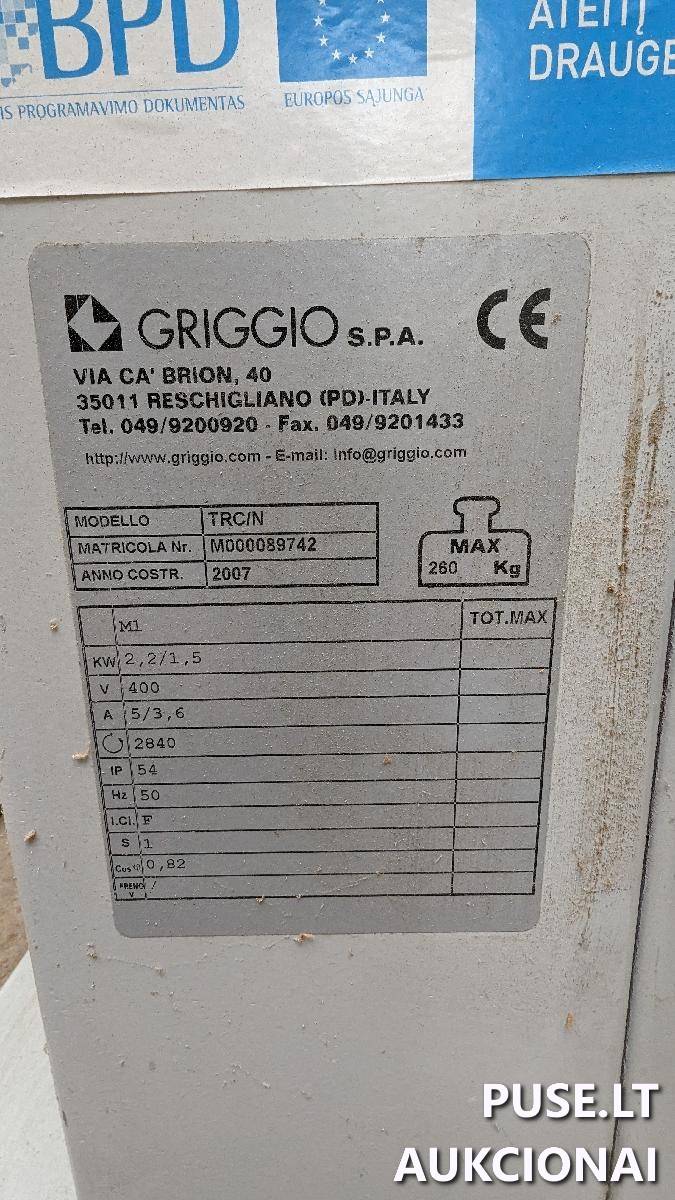 BPD
IS PROGRAMAVIMO DOKUMENTAS
EUROPOS SĄJUNGA
ATEITĮ
DRAUGE
GRIGGIO S.P.A.
CE
VIA CA' BRION, 40
35011 RESCHIGLIANO (PD)-ITALY
Tel. 049/9200920 - Fax. 049/9201433
http://www.griggio.com - E-mail: info@griggio.com
MODELLO TRC/N
MATRICOLA Nr. M000089742
ANNO COSTR. 2007
MAX
260 Kg
M1 TOT.MAX
KW 2,2/1,5
V 400
A 5/3,6
2840
IP 54
Hz 50
I.Cl. F
S 1
Cosφ 0,82
FRENO V /
PUSE.LT
AUKCIONAI